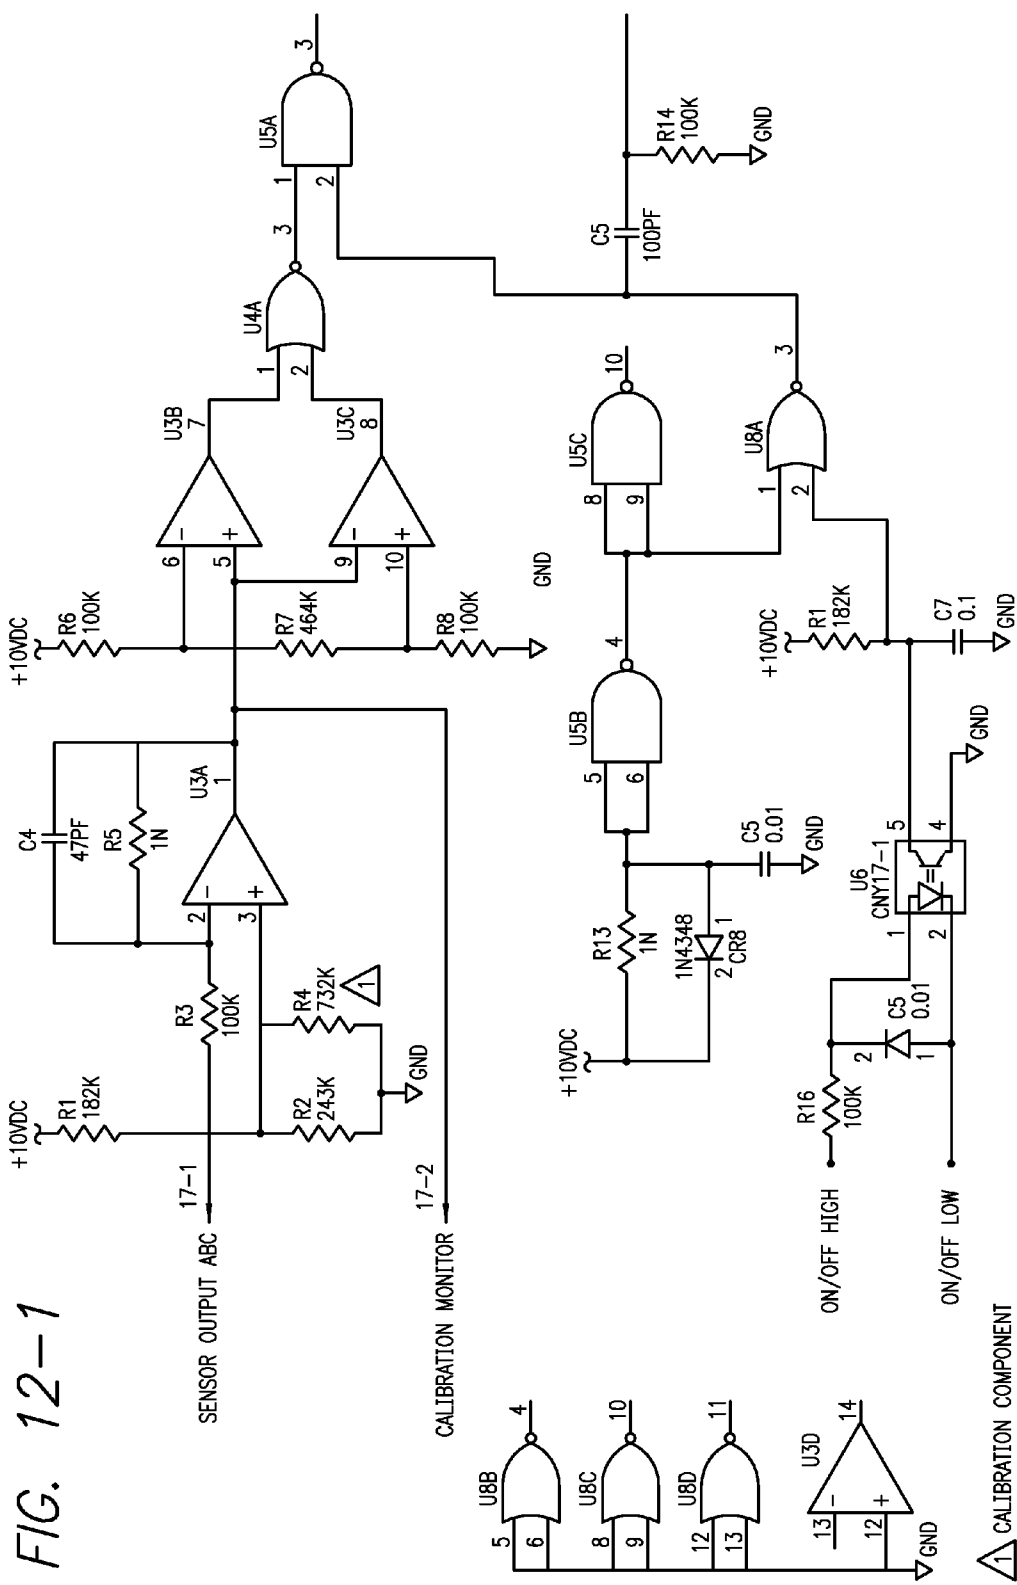 FIG. 12-1
+10VDC
R1
182K
SENSOR OUTPUT ABC
17-1
R3
100K
R2
243K
R4
732K
1
GND
C4
47PF
R5
1N
2
3
-
+
U3A
1
CALIBRATION MONITOR
17-2
+10VDC
R6
100K
R7
464K
R8
100K
GND
6
5
-
+
U3B
7
9
10
-
+
U3C
8
1
2
U4A
3
1
2
U5A
3
C5
100PF
R14
100K
GND
+10VDC
R13
1N
1N4348
2
1
CR8
C5
0.01
GND
5
6
U5B
4
8
9
U5C
10
1
2
U8A
3
+10VDC
R1
182K
C7
0.1
GND
ON/OFF HIGH
R16
100K
ON/OFF LOW
2
1
C5
0.01
1
2
U6
CNY17-1
5
4
GND
U8B
5
6
4
U8C
8
9
10
U8D
12
13
11
U3D
13
12
-
+
14
GND
1 CALIBRATION COMPONENT